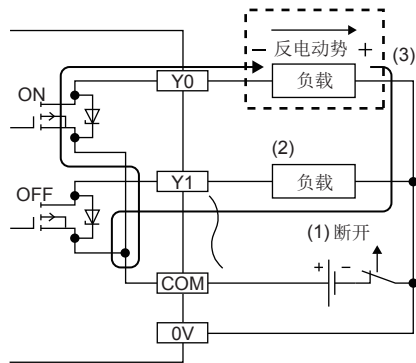 − 反电动势 +
(3)
Y0
负载
ON
(2)
Y1
负载
OFF
(1) 断开
+ −
COM
0V